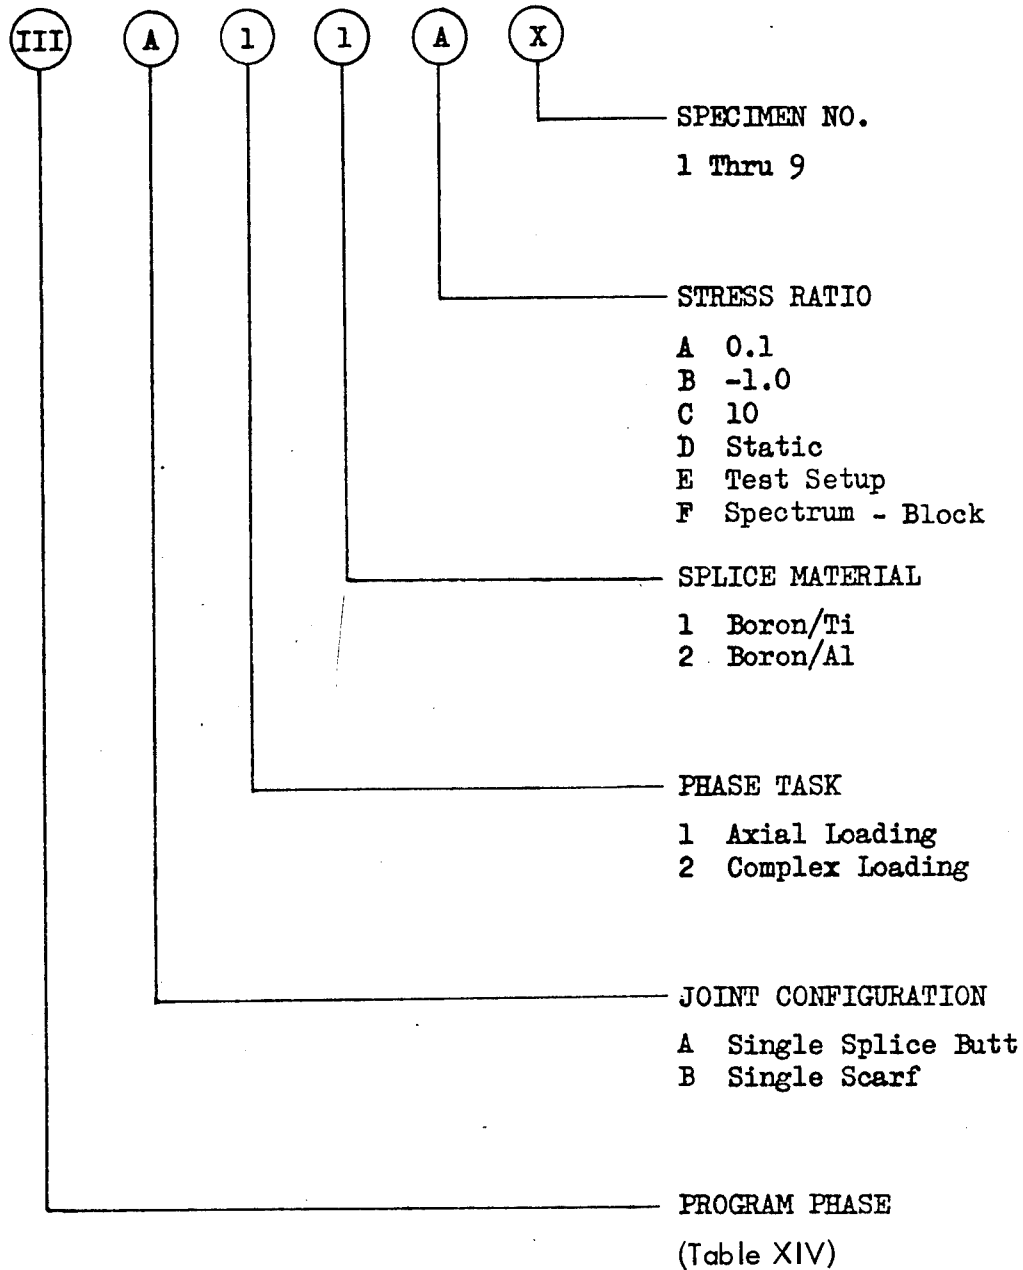 III A 1 1 A X
SPECIMEN NO.
1 Thru 9
STRESS RATIO
A 0.1
B -1.0
C 10
D Static
E Test Setup
F Spectrum - Block
SPLICE MATERIAL
1 Boron/Ti
2 Boron/Al
PHASE TASK
1 Axial Loading
2 Complex Loading
JOINT CONFIGURATION
A Single Splice Butt
B Single Scarf
PROGRAM PHASE
(Table XIV)